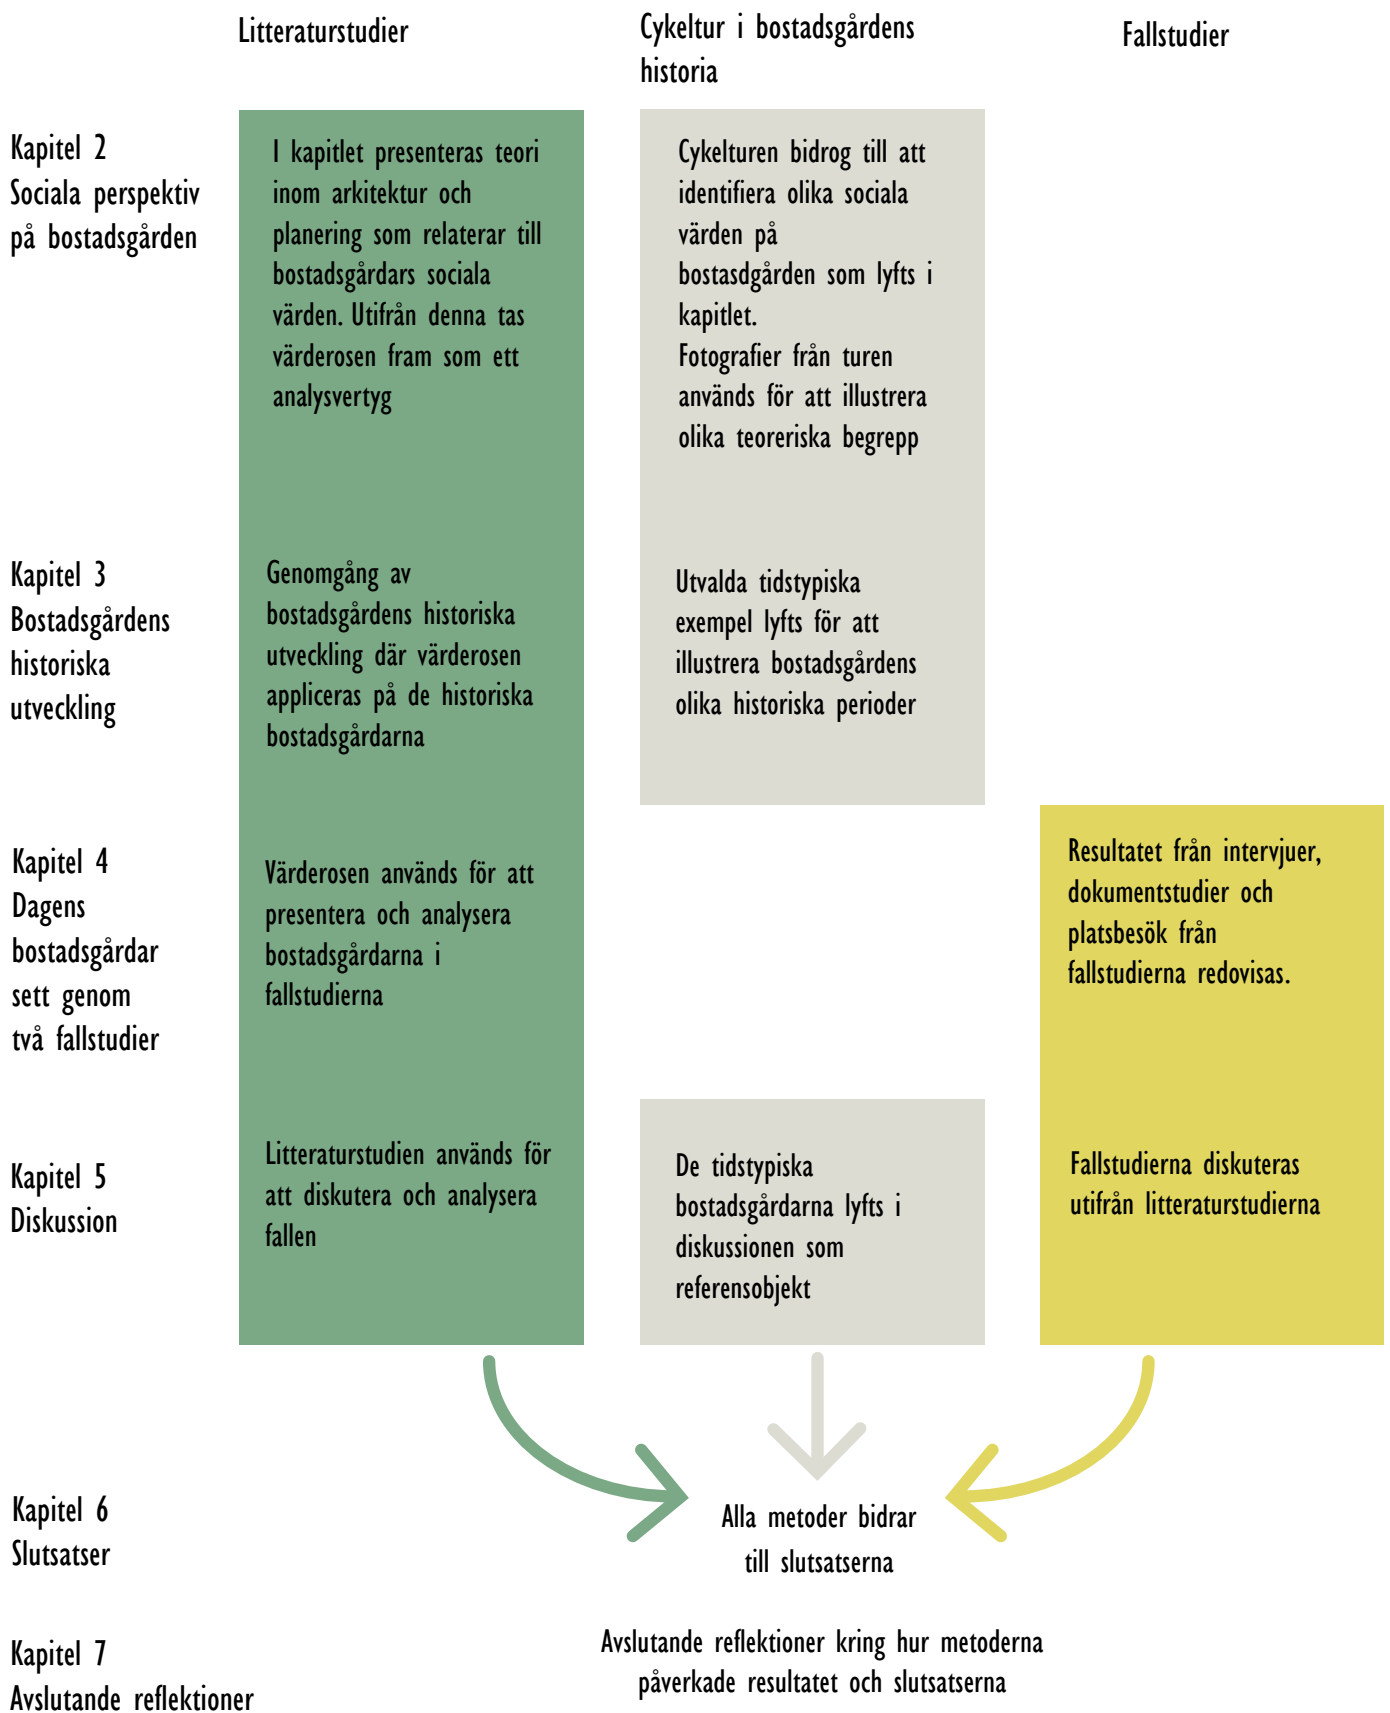 Litteraturstudier
Cykeltur i bostadsgårdens
historia
Fallstudier
Kapitel 2
Sociala perspektiv
på bostadsgården
I kapitlet presenteras teori
inom arkitektur och
planering som relaterar till
bostadsgårdars sociala
värden. Utifrån denna tas
värderosen fram som ett
analysvertyg
Cykelturen bidrog till att
identifiera olika sociala
värden på
bostasdgården som lyfts i
kapitlet.
Fotografier från turen
används för att illustrera
olika teoreriska begrepp
Kapitel 3
Bostadsgårdens
historiska
utveckling
Genomgång av
bostadsgårdens historiska
utveckling där värderosen
appliceras på de historiska
bostadsgårdarna
Utvalda tidstypiska
exempel lyfts för att
illustrera bostadsgårdens
olika historiska perioder
Kapitel 4
Dagens
bostadsgårdar
sett genom
två fallstudier
Värderosen används för att
presentera och analysera
bostadsgårdarna i
fallstudierna
Resultatet från intervjuer,
dokumentstudier och
platsbesök från
fallstudierna redovisas.
Kapitel 5
Diskussion
Litteraturstudien används för
att diskutera och analysera
fallen
De tidstypiska
bostadsgårdarna lyfts i
diskussionen som
referensobjekt
Fallstudierna diskuteras
utifrån litteraturstudierna
Kapitel 6
Slutsatser
Alla metoder bidrar
till slutsatserna
Kapitel 7
Avslutande reflektioner
Avslutande reflektioner kring hur metoderna
påverkade resultatet och slutsatserna